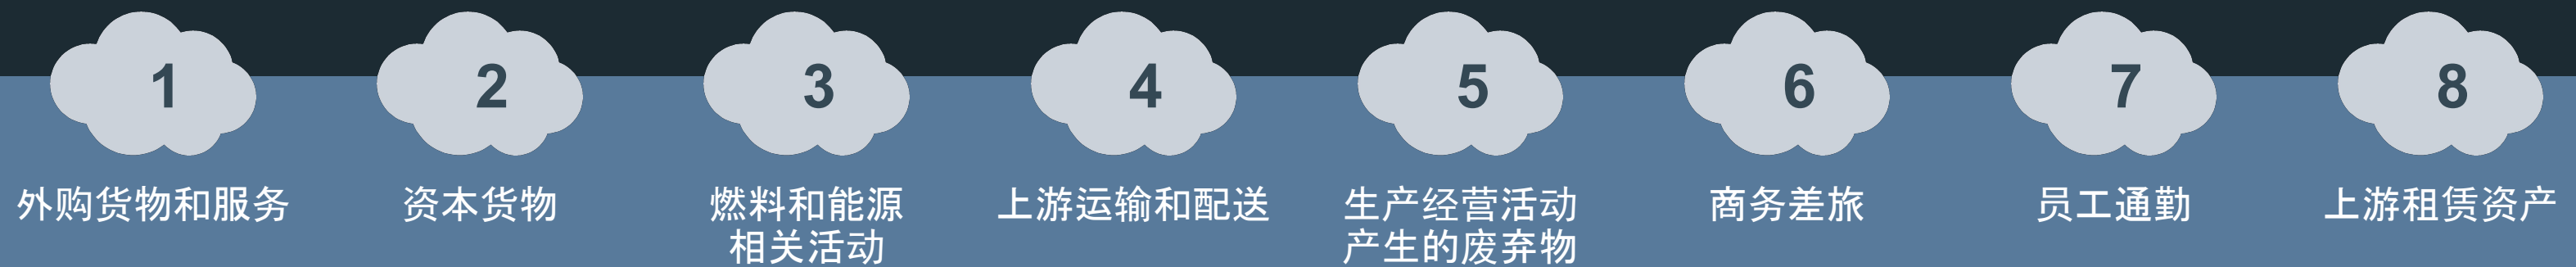 1
2
3
4
5
6
7
8
外购货物和服务
资本货物
燃料和能源
相关活动
上游运输和配送
生产经营活动
产生的废弃物
商务差旅
员工通勤
上游租赁资产